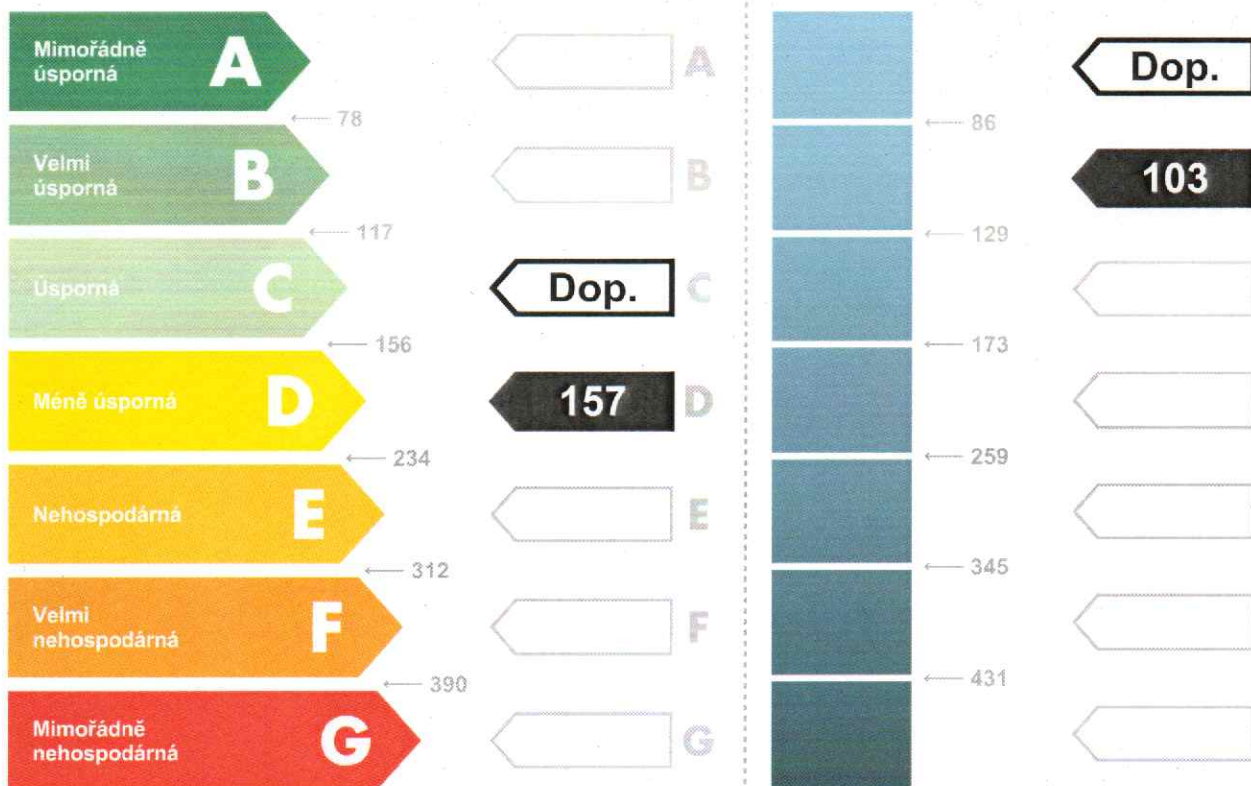 Mimořádně
úsporná
A
A
Dop.
78
86
Velmi
úsporná
B
B
103
117
129
Úsporná
C
Dop.
C
156
173
Méně úsporná
D
157
D
234
259
Nehospodárná
E
E
312
345
Velmi
nehospodárná
F
F
390
431
Mimořádně
nehospodárná
G
G